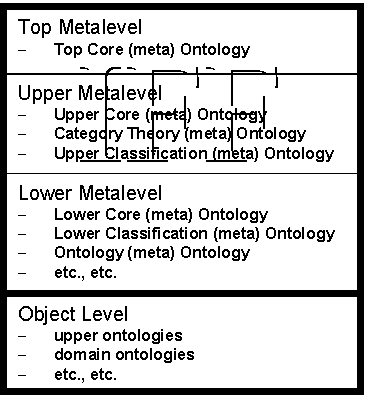 Top Metalevel
– Top Core (meta) Ontology
Upper Metalevel
– Upper Core (meta) Ontology
– Category Theory (meta) Ontology
– Upper Classification (meta) Ontology
Lower Metalevel
– Lower Core (meta) Ontology
– Lower Classification (meta) Ontology
– Ontology (meta) Ontology
– etc., etc.
Object Level
– upper ontologies
– domain ontologies
– etc., etc.